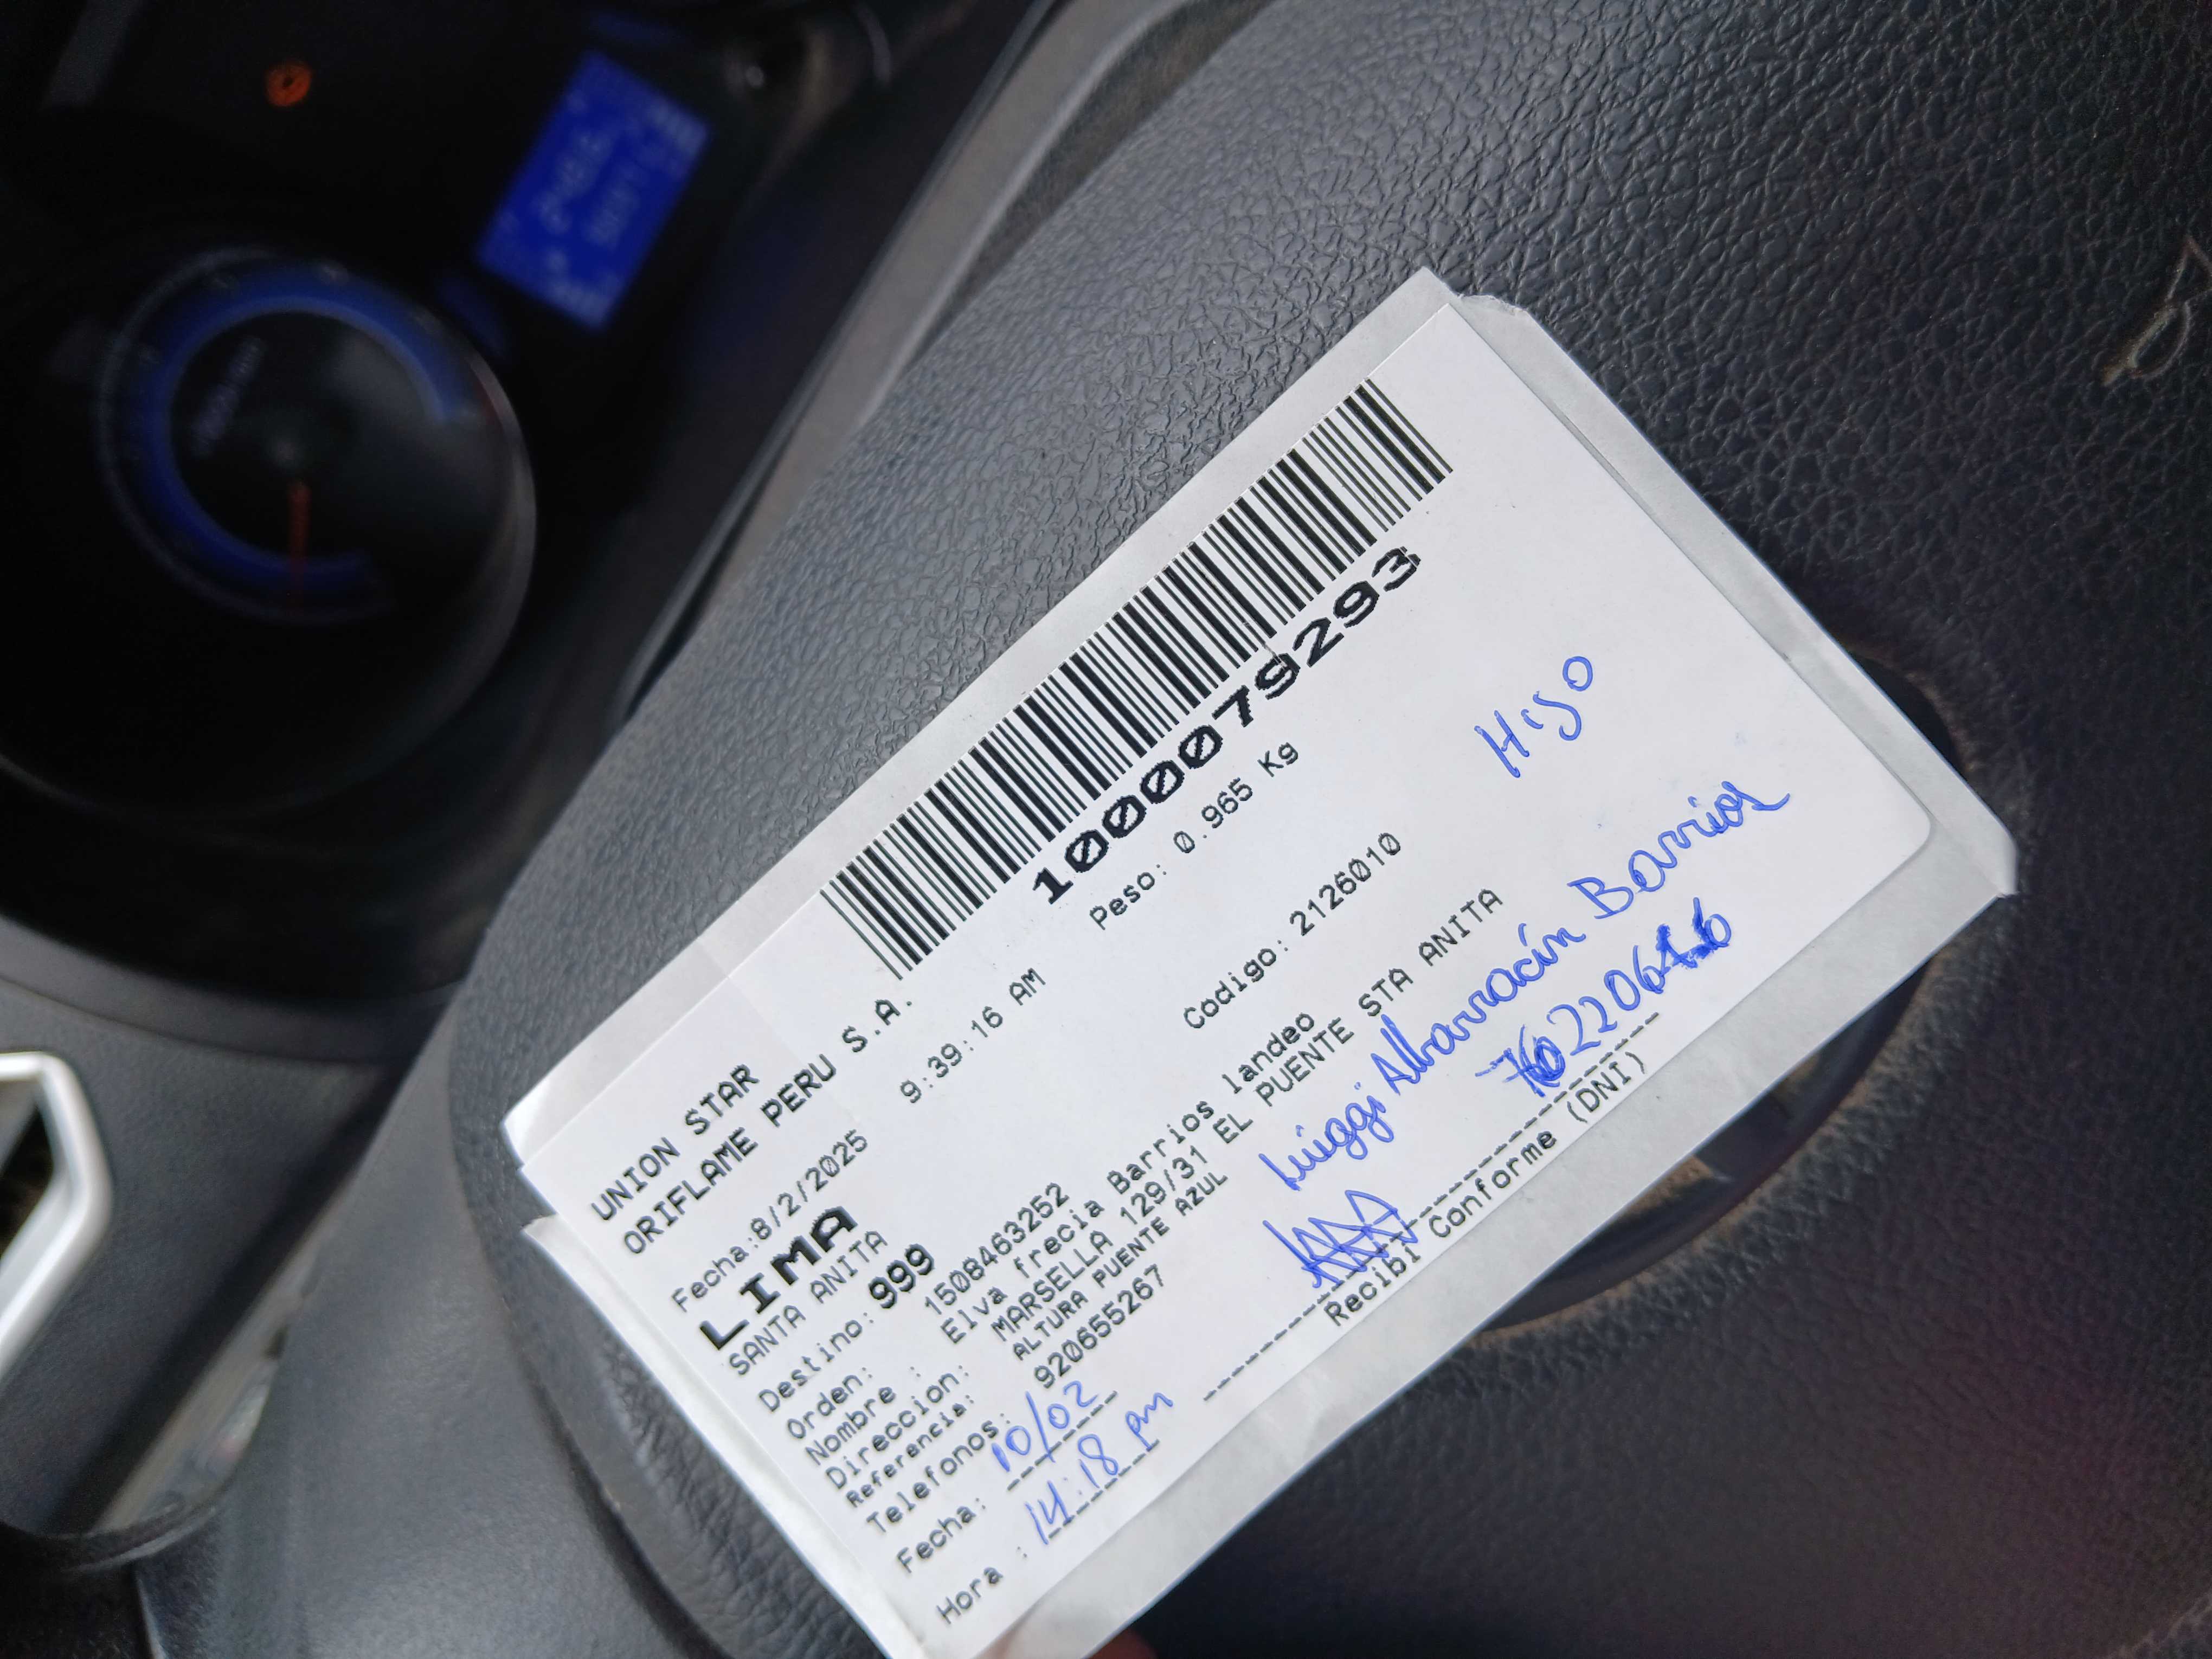 1000079293
Peso: 0.965 Kg
UNION STAR
ORIFLAME PERU S.A.
Fecha:8/2/2025 9:39:16 AM
LIMA
SANTA ANITA
Destino: 999 Codigo: 2126010
Orden: 1508463252
Nombre : Elva frecia Barrios landeo
Direccion: MARSELLA 129/31 EL PUENTE STA ANITA
Referencia: ALTURA PUENTE AZUL
Telefonos: 920655267
Fecha: 10/02
Hora : 14:18 pm
Hijo
Luiggi Albarracín Barrios
Recibi Conforme (DNI)